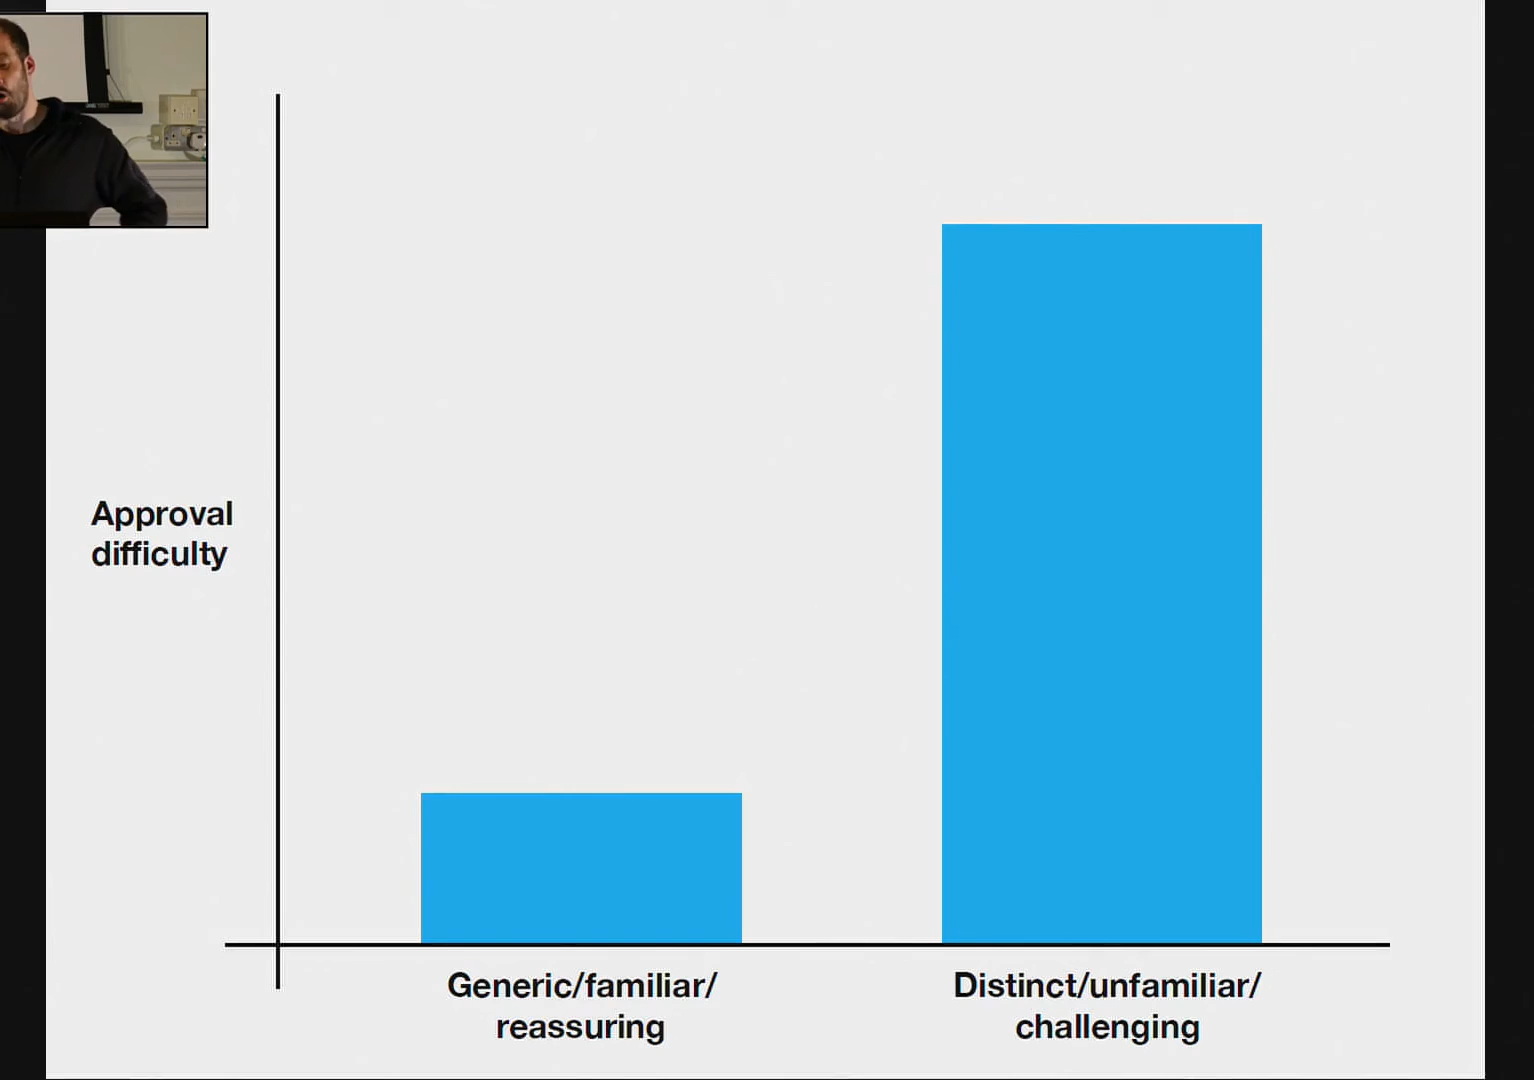 Approval
difficulty
Generic/familiar/
reassuring
Distinct/unfamiliar/
challenging